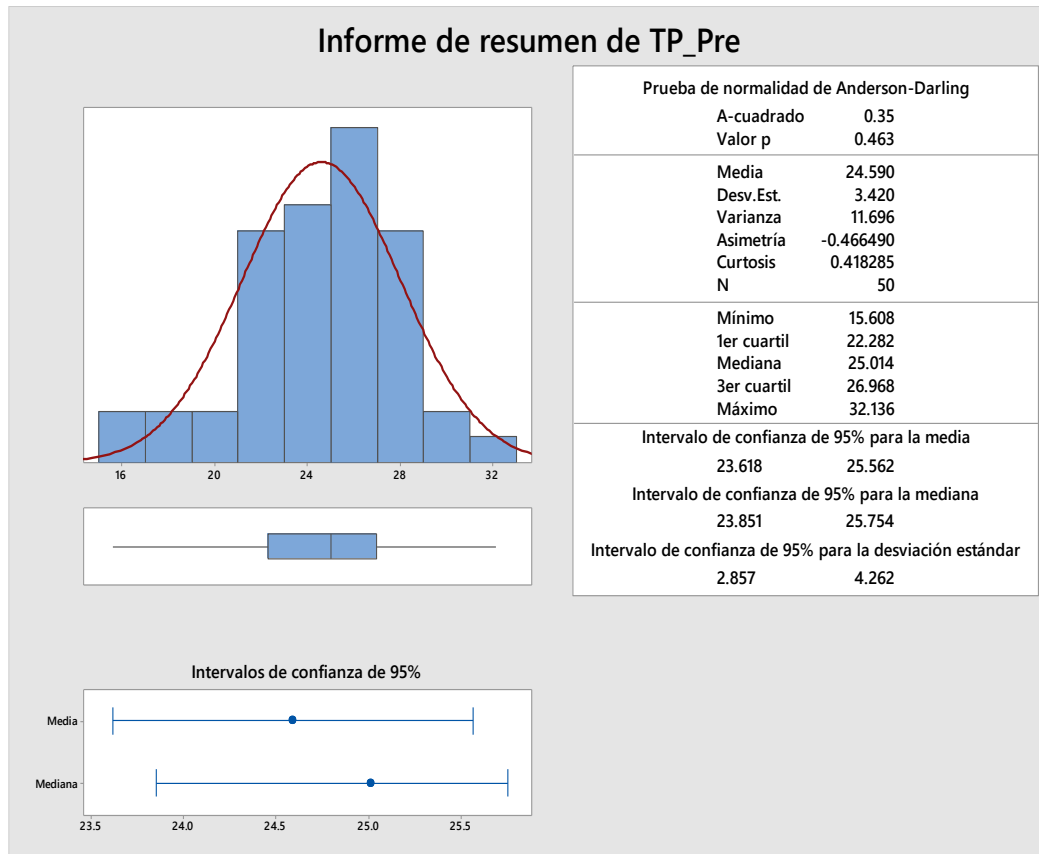 Informe de resumen de TP_Pre
Prueba de normalidad de Anderson-Darling
A-cuadrado 0.35
Valor p 0.463
Media 24.590
Desv.Est. 3.420
Varianza 11.696
Asimetría -0.466490
Curtosis 0.418285
N 50
Mínimo 15.608
1er cuartil 22.282
Mediana 25.014
3er cuartil 26.968
Máximo 32.136
Intervalo de confianza de 95% para la media
23.618 25.562
Intervalo de confianza de 95% para la mediana
23.851 25.754
Intervalo de confianza de 95% para la desviación estándar
2.857 4.262
16 20 24 28 32
Intervalos de confianza de 95%
Media
Mediana
23.5 24.0 24.5 25.0 25.5